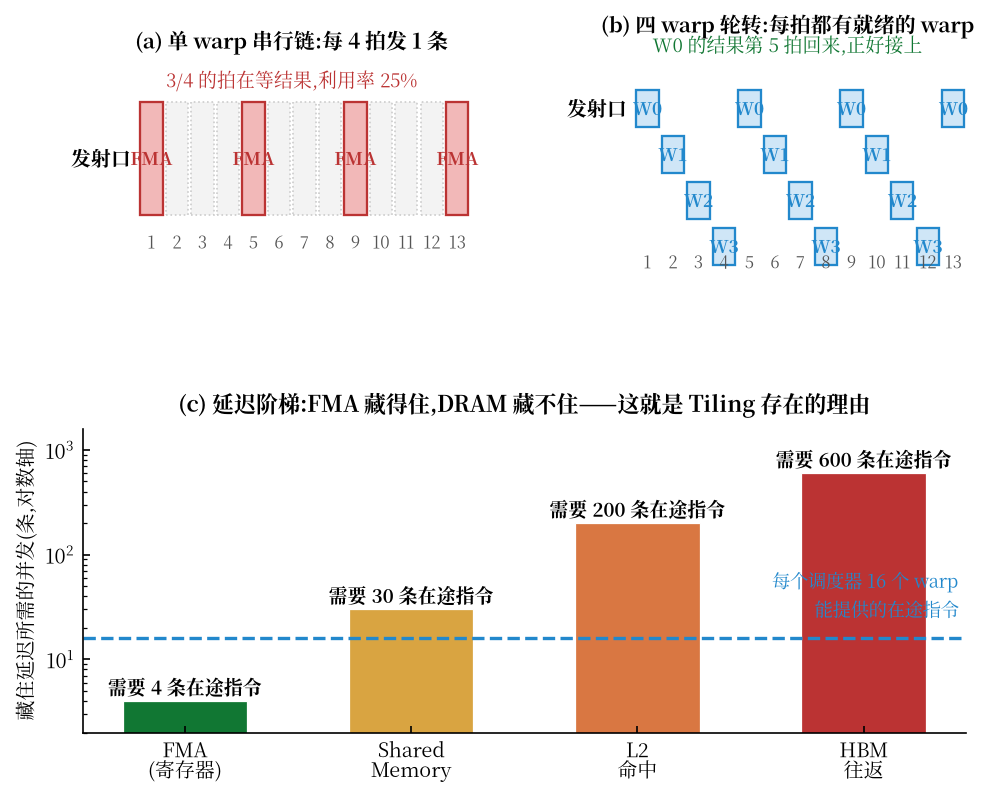 (a) 单 warp 串行链:每 4 拍发 1 条
3/4 的拍在等结果,利用率 25%
发射口
FMA FMA FMA FMA
1 2 3 4 5 6 7 8 9 10 11 12 13
(b) 四 warp 轮转:每拍都有就绪的 warp
W0 的结果第 5 拍回来,正好接上
发射口
W0 W0 W0 W0
W1 W1 W1
W2 W2 W2
W3 W3 W3
1 2 3 4 5 6 7 8 9 10 11 12 13
(c) 延迟阶梯:FMA 藏得住,DRAM 藏不住——这就是 Tiling 存在的理由
藏住延迟所需的并发(条,对数轴)
10³
10²
10¹
需要 4 条在途指令
需要 30 条在途指令
需要 200 条在途指令
需要 600 条在途指令
每个调度器 16 个 warp
能提供的在途指令
FMA
(寄存器)
Shared
Memory
L2
命中
HBM
往返